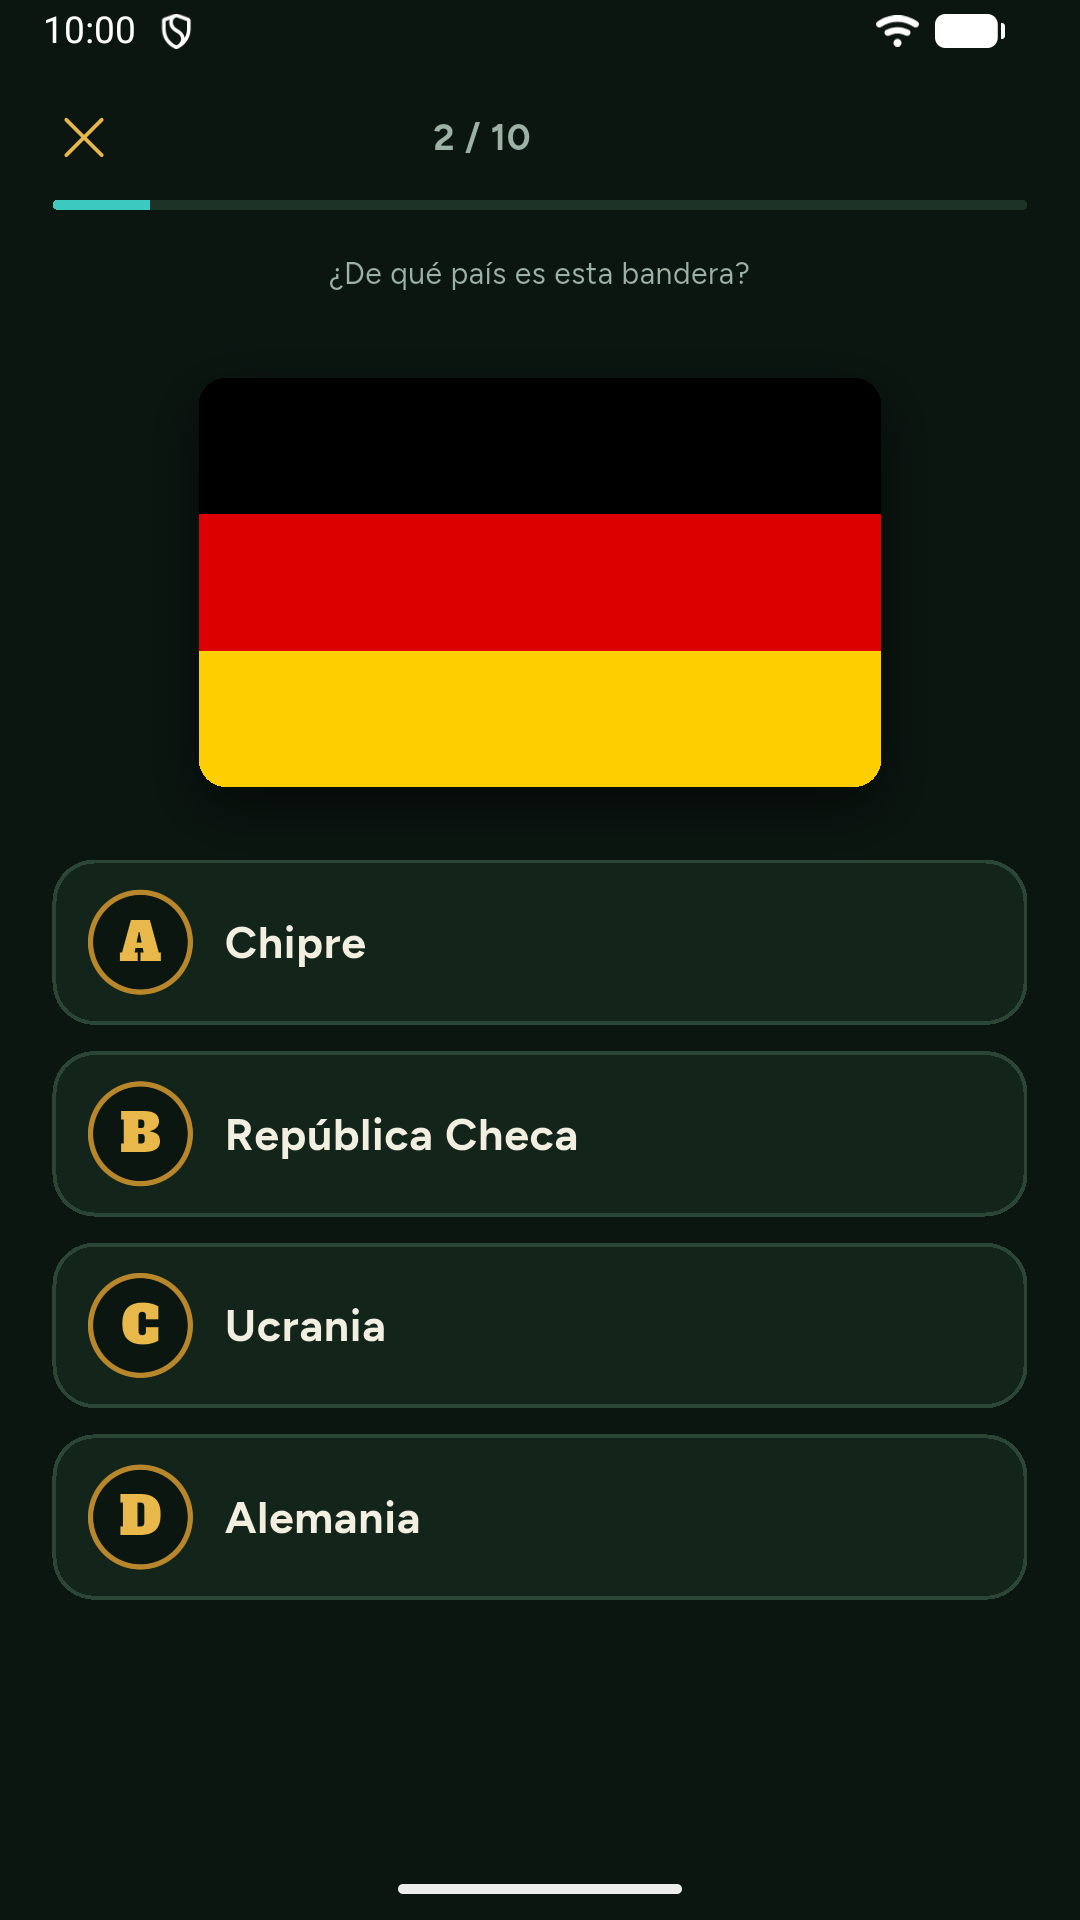 10:00
2 / 10
¿De qué país es esta bandera?
A Chipre
B República Checa
C Ucrania
D Alemania